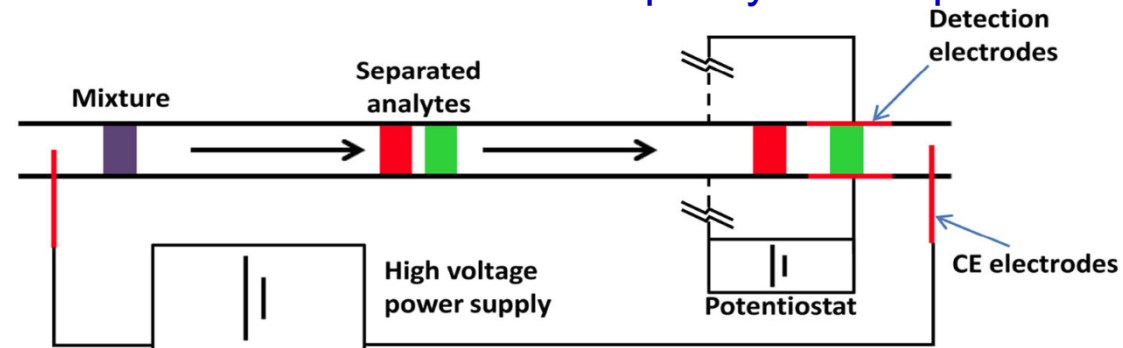 Detection
electrodes
Separated
analytes
Mixture
High voltage
power supply
CE electrodes
Potentiostat